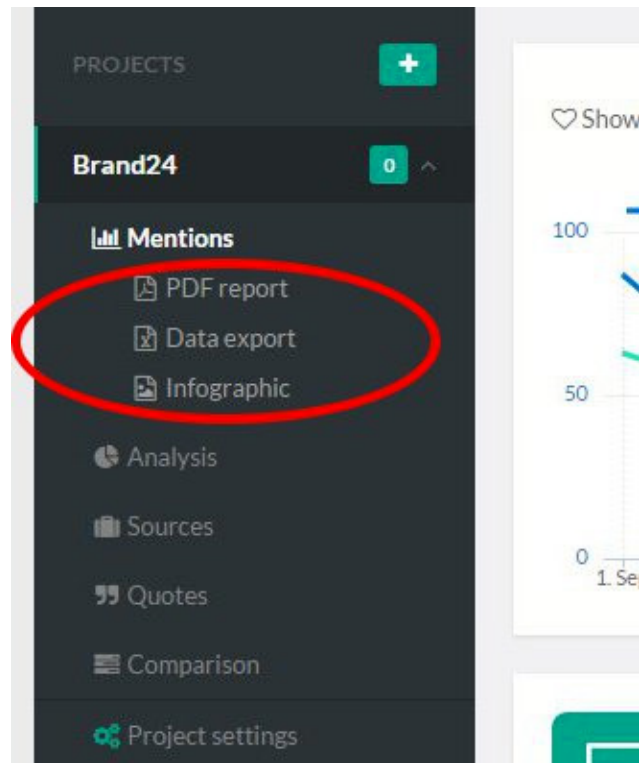 PROJECTS
Brand24 0
Mentions
PDF report
Data export
Infographic
Analysis
Sources
Quotes
Comparison
Project settings
Show
100
50
0
1. Se